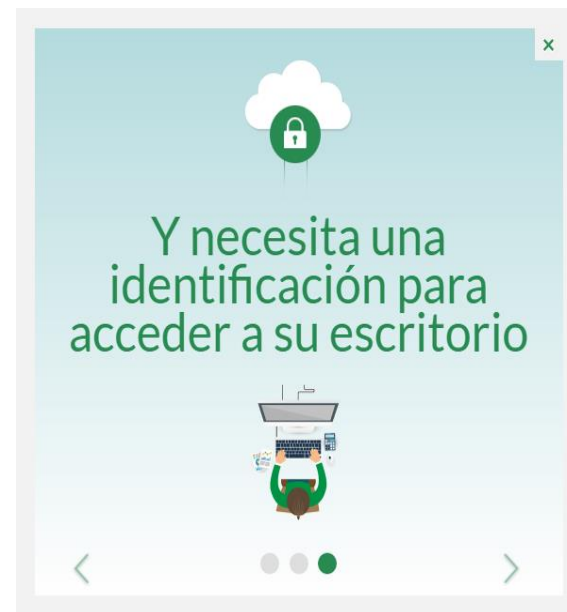 x
Y necesita una
identificación para
acceder a su escritorio